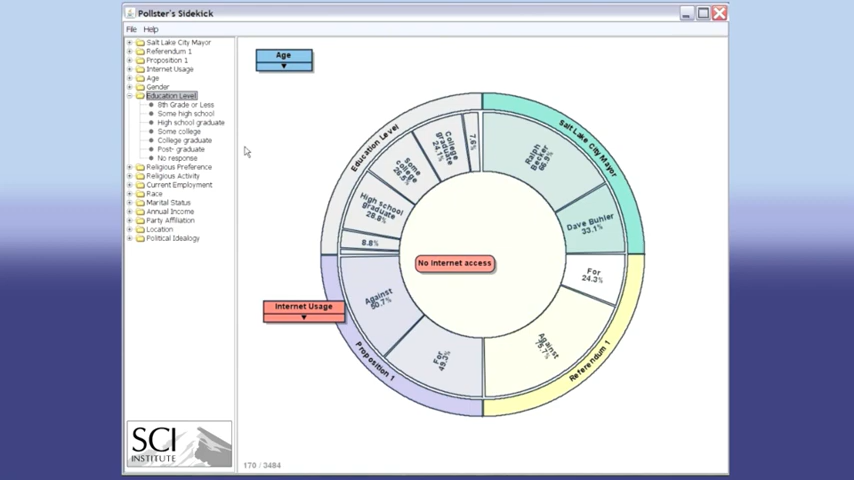 Pollster's Sidekick
File Help
Salt Lake City Mayor
Referendum 1
Proposition 1
Internet Usage
Age
Gender
Education Level
8th Grade or Less
Some high school
High school graduate
Some college
College graduate
Post- graduate
No response
Religious Preference
Religious Activity
Current Employment
Race
Marital Status
Annual Income
Party Affiliation
Location
Political Idealogy
SCI
INSTITUTE
Age
Education Level
Salt Lake City Mayor
7.6%
College
graduate
24.1%
Some
college
26.5%
High school
graduate
28.8%
8.8%
Ralph
Becker
66.9%
Dave Buhler
33.1%
No Internet access
For
24.3%
Against
75.7%
Referendum 1
Internet Usage
Against
50.7%
For
49.3%
Proposition 1
170 / 3484